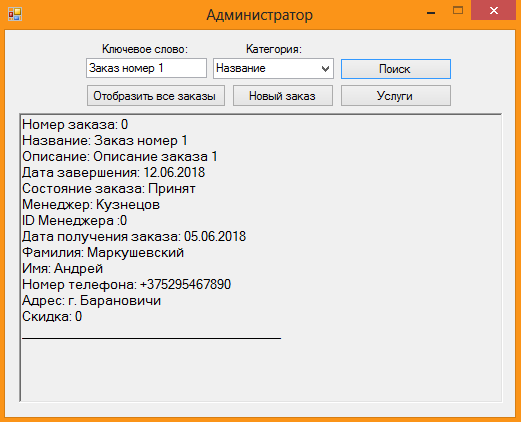 Администратор
Ключевое слово: Категория:
Заказ номер 1 Название Поиск
Отобразить все заказы Новый заказ Услуги
Номер заказа: 0
Название: Заказ номер 1
Описание: Описание заказа 1
Дата завершения: 12.06.2018
Состояние заказа: Принят
Менеджер: Кузнецов
ID Менеджера :0
Дата получения заказа: 05.06.2018
Фамилия: Маркушевский
Имя: Андрей
Номер телефона: +375295467890
Адрес: г. Барановичи
Скидка: 0